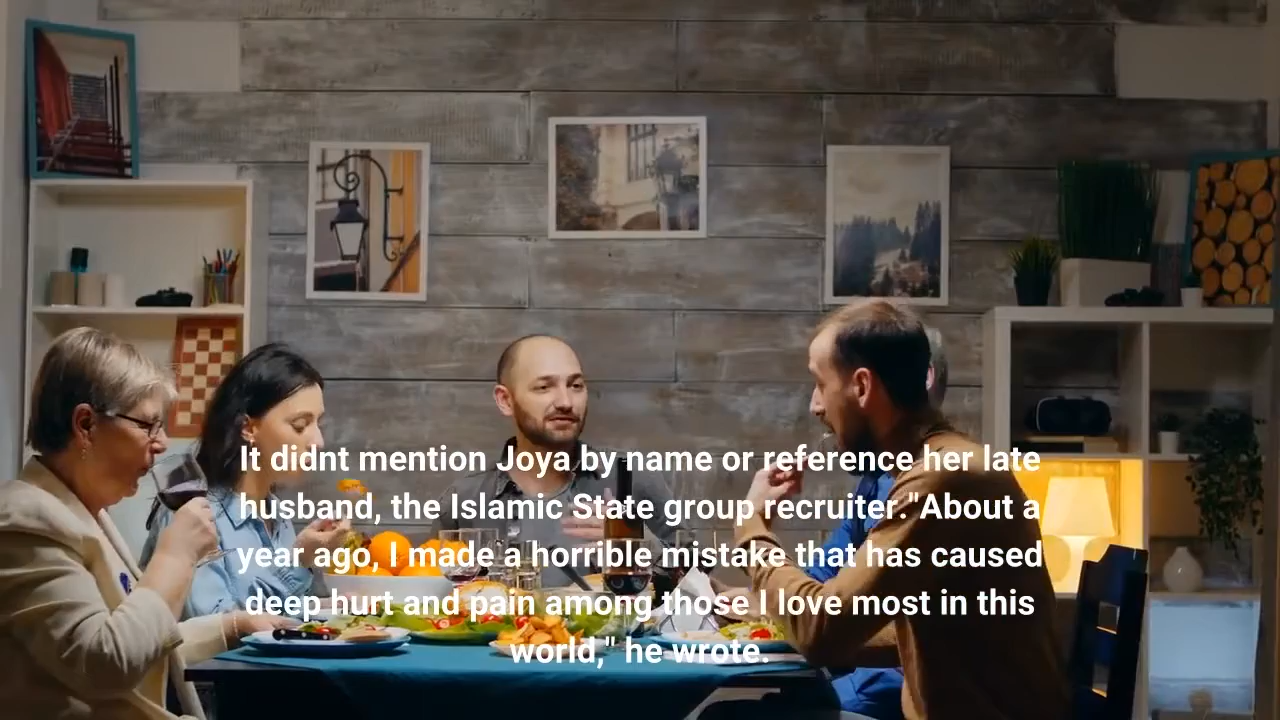 It didnt mention Joya by name or reference her late
husband, the Islamic State group recruiter."About a
year ago, I made a horrible mistake that has caused
deep hurt and pain among those I love most in this
world," he wrote.